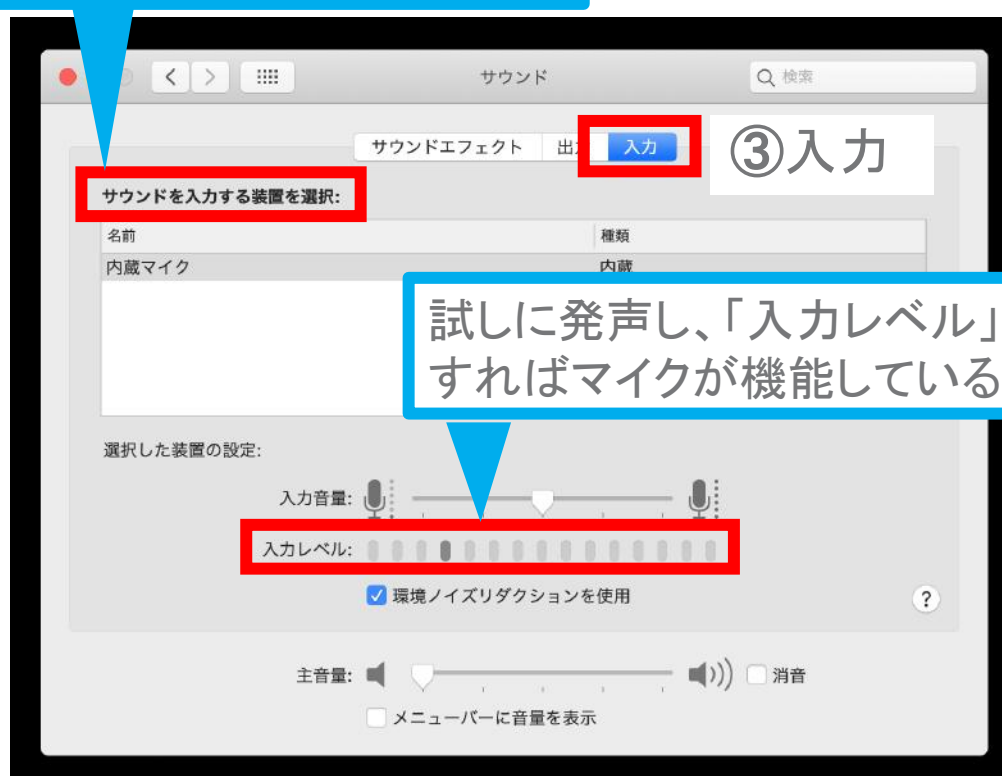 サウンド
検索
サウンドエフェクト 出力 入力
③入力
サウンドを入力する装置を選択:
名前 種類
内蔵マイク 内蔵
試しに発声し、「入力レベル」
すればマイクが機能している
選択した装置の設定:
入力音量:
入力レベル:
環境ノイズリダクションを使用
?
主音量: 消音
メニューバーに音量を表示